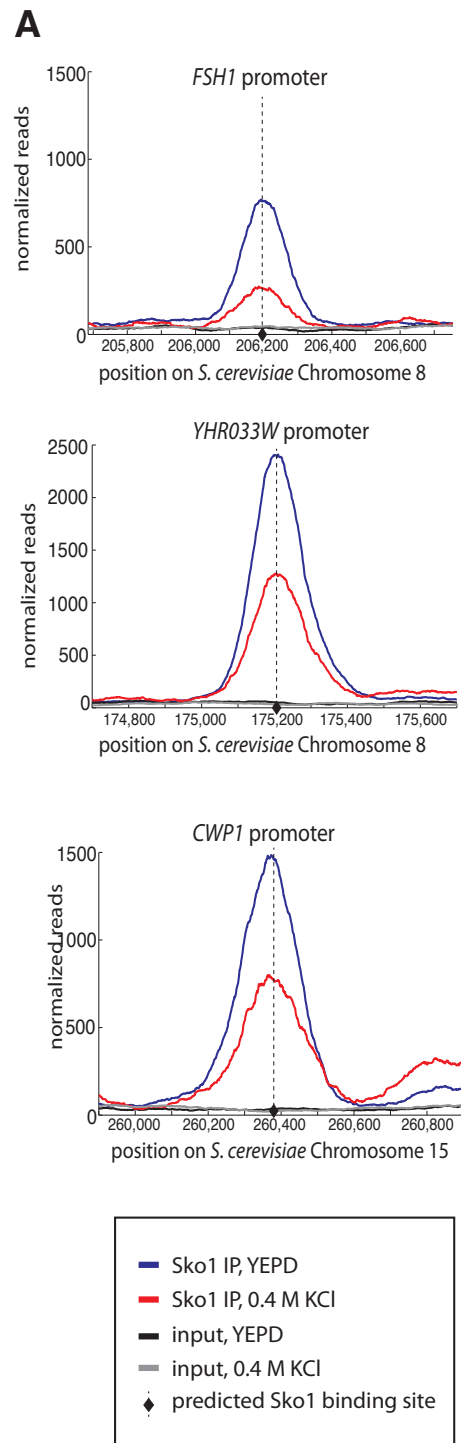 A
FSH1 promoter
normalized reads
1500
1000
500
0
205,800 206,000 206,200 206,400 206,600
position on S. cerevisiae Chromosome 8
YHR033W promoter
normalized reads
2500
2000
1500
1000
500
0
174,800 175,000 175,200 175,400 175,600
position on S. cerevisiae Chromosome 8
CWP1 promoter
normalized reads
1500
1000
500
0
260,000 260,200 260,400 260,600 260,800
position on S. cerevisiae Chromosome 15
Sko1 IP, YEPD
Sko1 IP, 0.4 M KCl
input, YEPD
input, 0.4 M KCl
predicted Sko1 binding site